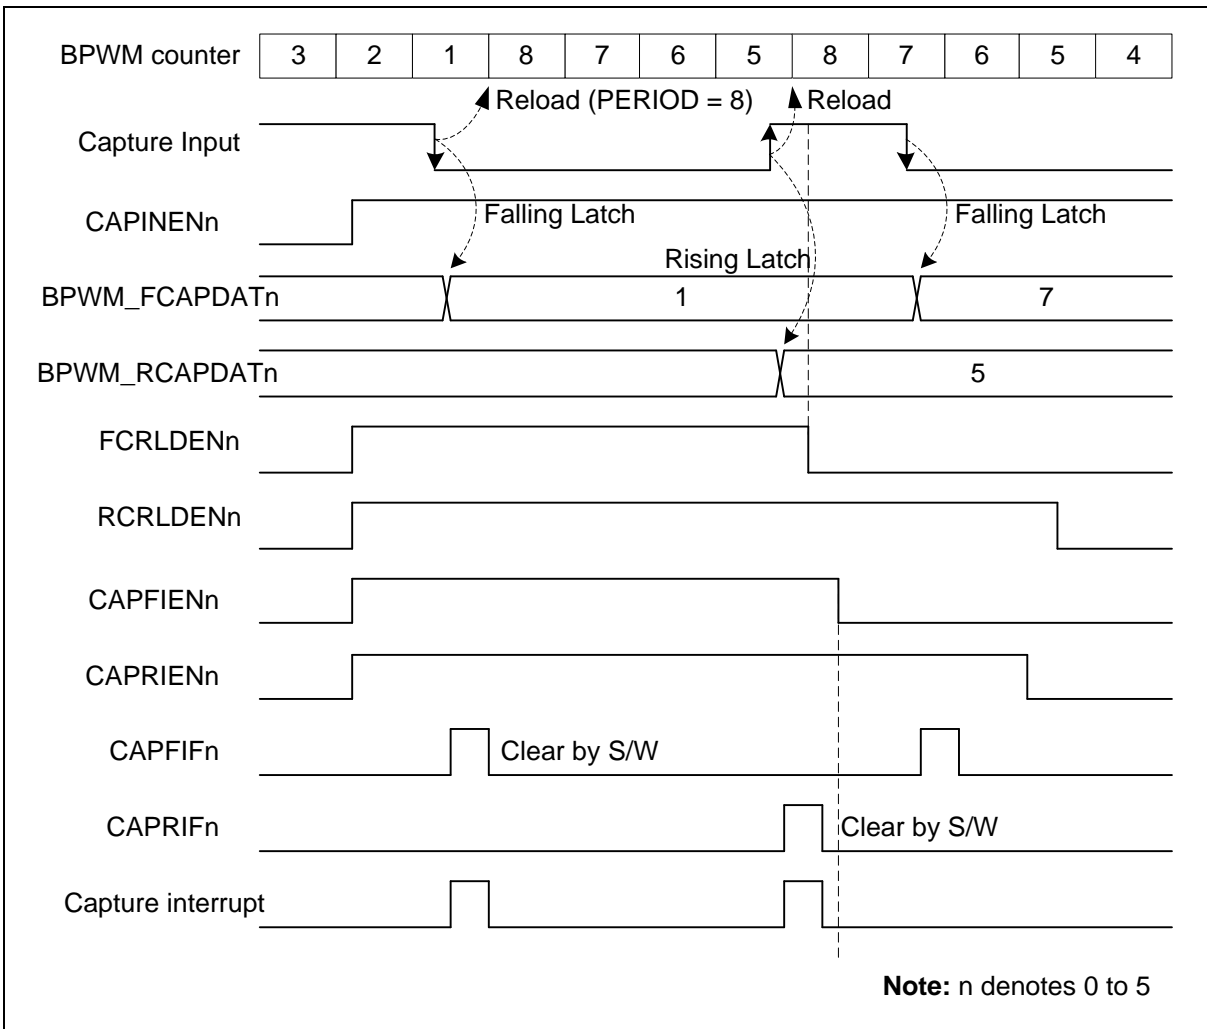 BPWM counter 3 2 1 8 7 6 5 8 7 6 5 4
Reload (PERIOD = 8) Reload
Capture Input
CAPINENn Falling Latch Falling Latch
Rising Latch
BPWM_FCAPDATn 1 7
BPWM_RCAPDATn 5
FCRLDENn
RCRLDENn
CAPFIENn
CAPRIENn
CAPFIFn Clear by S/W
CAPRIFn Clear by S/W
Capture interrupt
Note: n denotes 0 to 5